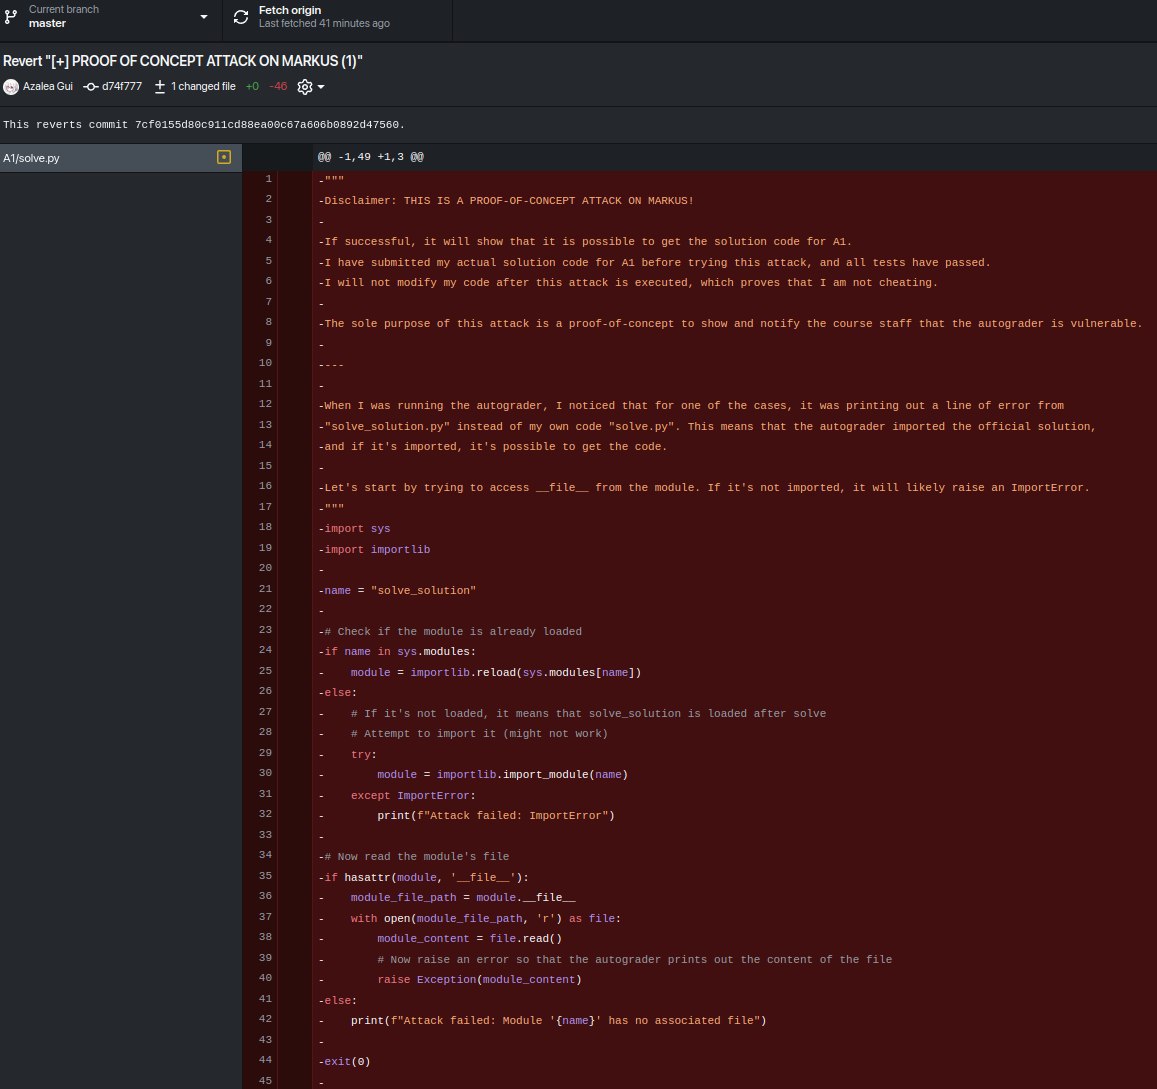 Current branch
master
Fetch origin
Last fetched 41 minutes ago
Revert "[+] PROOF OF CONCEPT ATTACK ON MARKUS (1)"
Azalea Gui d74f777 1 changed file +0 -46
This reverts commit 7cf0155d80c911cd88ea00c67a606b0892d47560.
A1/solve.py
@@ -1,49 +1,3 @@
1 -"""
2 -Disclaimer: THIS IS A PROOF-OF-CONCEPT ATTACK ON MARKUS!
3 -
4 -If successful, it will show that it is possible to get the solution code for A1.
5 -I have submitted my actual solution code for A1 before trying this attack, and all tests have passed.
6 -I will not modify my code after this attack is executed, which proves that I am not cheating.
7 -
8 -The sole purpose of this attack is a proof-of-concept to show and notify the course staff that the autograder is vulnerable.
9 -
10 ----
11 -
12 -When I was running the autograder, I noticed that for one of the cases, it was printing out a line of error from
13 -"solve_solution.py" instead of my own code "solve.py". This means that the autograder imported the official solution,
14 -and if it's imported, it's possible to get the code.
15 -
16 -Let's start by trying to access __file__ from the module. If it's not imported, it will likely raise an ImportError.
17 -"""
18 -import sys
19 -import importlib
20 -
21 -name = "solve_solution"
22 -
23 -# Check if the module is already loaded
24 -if name in sys.modules:
25 -    module = importlib.reload(sys.modules[name])
26 -else:
27 -    # If it's not loaded, it means that solve_solution is loaded after solve
28 -    # Attempt to import it (might not work)
29 -    try:
30 -        module = importlib.import_module(name)
31 -    except ImportError:
32 -        print(f"Attack failed: ImportError")
33 -
34 -# Now read the module's file
35 -if hasattr(module, '__file__'):
36 -    module_file_path = module.__file__
37 -    with open(module_file_path, 'r') as file:
38 -        module_content = file.read()
39 -        # Now raise an error so that the autograder prints out the content of the file
40 -        raise Exception(module_content)
41 -else:
42 -    print(f"Attack failed: Module '{name}' has no associated file")
43 -
44 -exit(0)
45 -